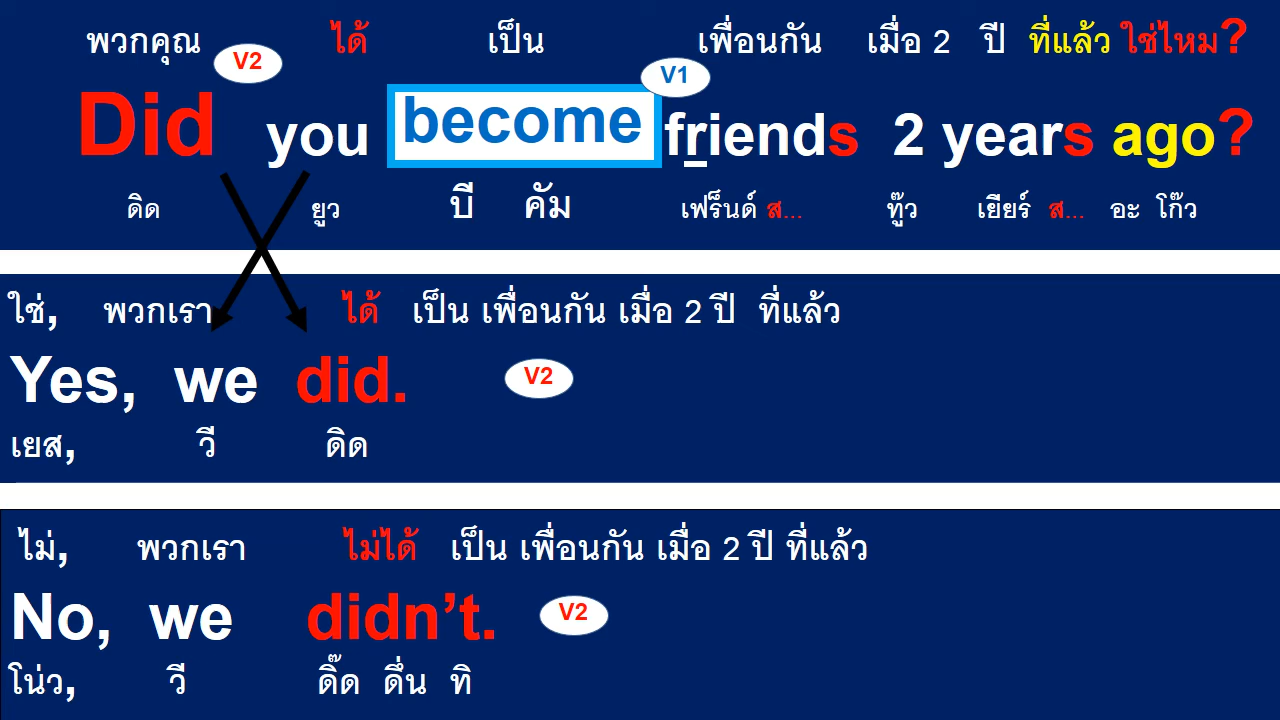 พวกคุณ ได้ เป็น เพื่อนกัน เมื่อ 2 ปี ที่แล้ว ใช่ไหม?
V2 V1
Did you become friends 2 years ago?
ดิด ยูว บี คัม เฟร็นด์ ส... ทู๊ว เยียร์ ส... อะ โก๊ว
ใช่, พวกเรา ได้ เป็น เพื่อนกัน เมื่อ 2 ปี ที่แล้ว
Yes, we did. V2
เยส, วี ดิด
ไม่, พวกเรา ไม่ได้ เป็น เพื่อนกัน เมื่อ 2 ปี ที่แล้ว
No, we didn’t. V2
โน่ว, วี ดิ๊ด ดึ่น ทิ